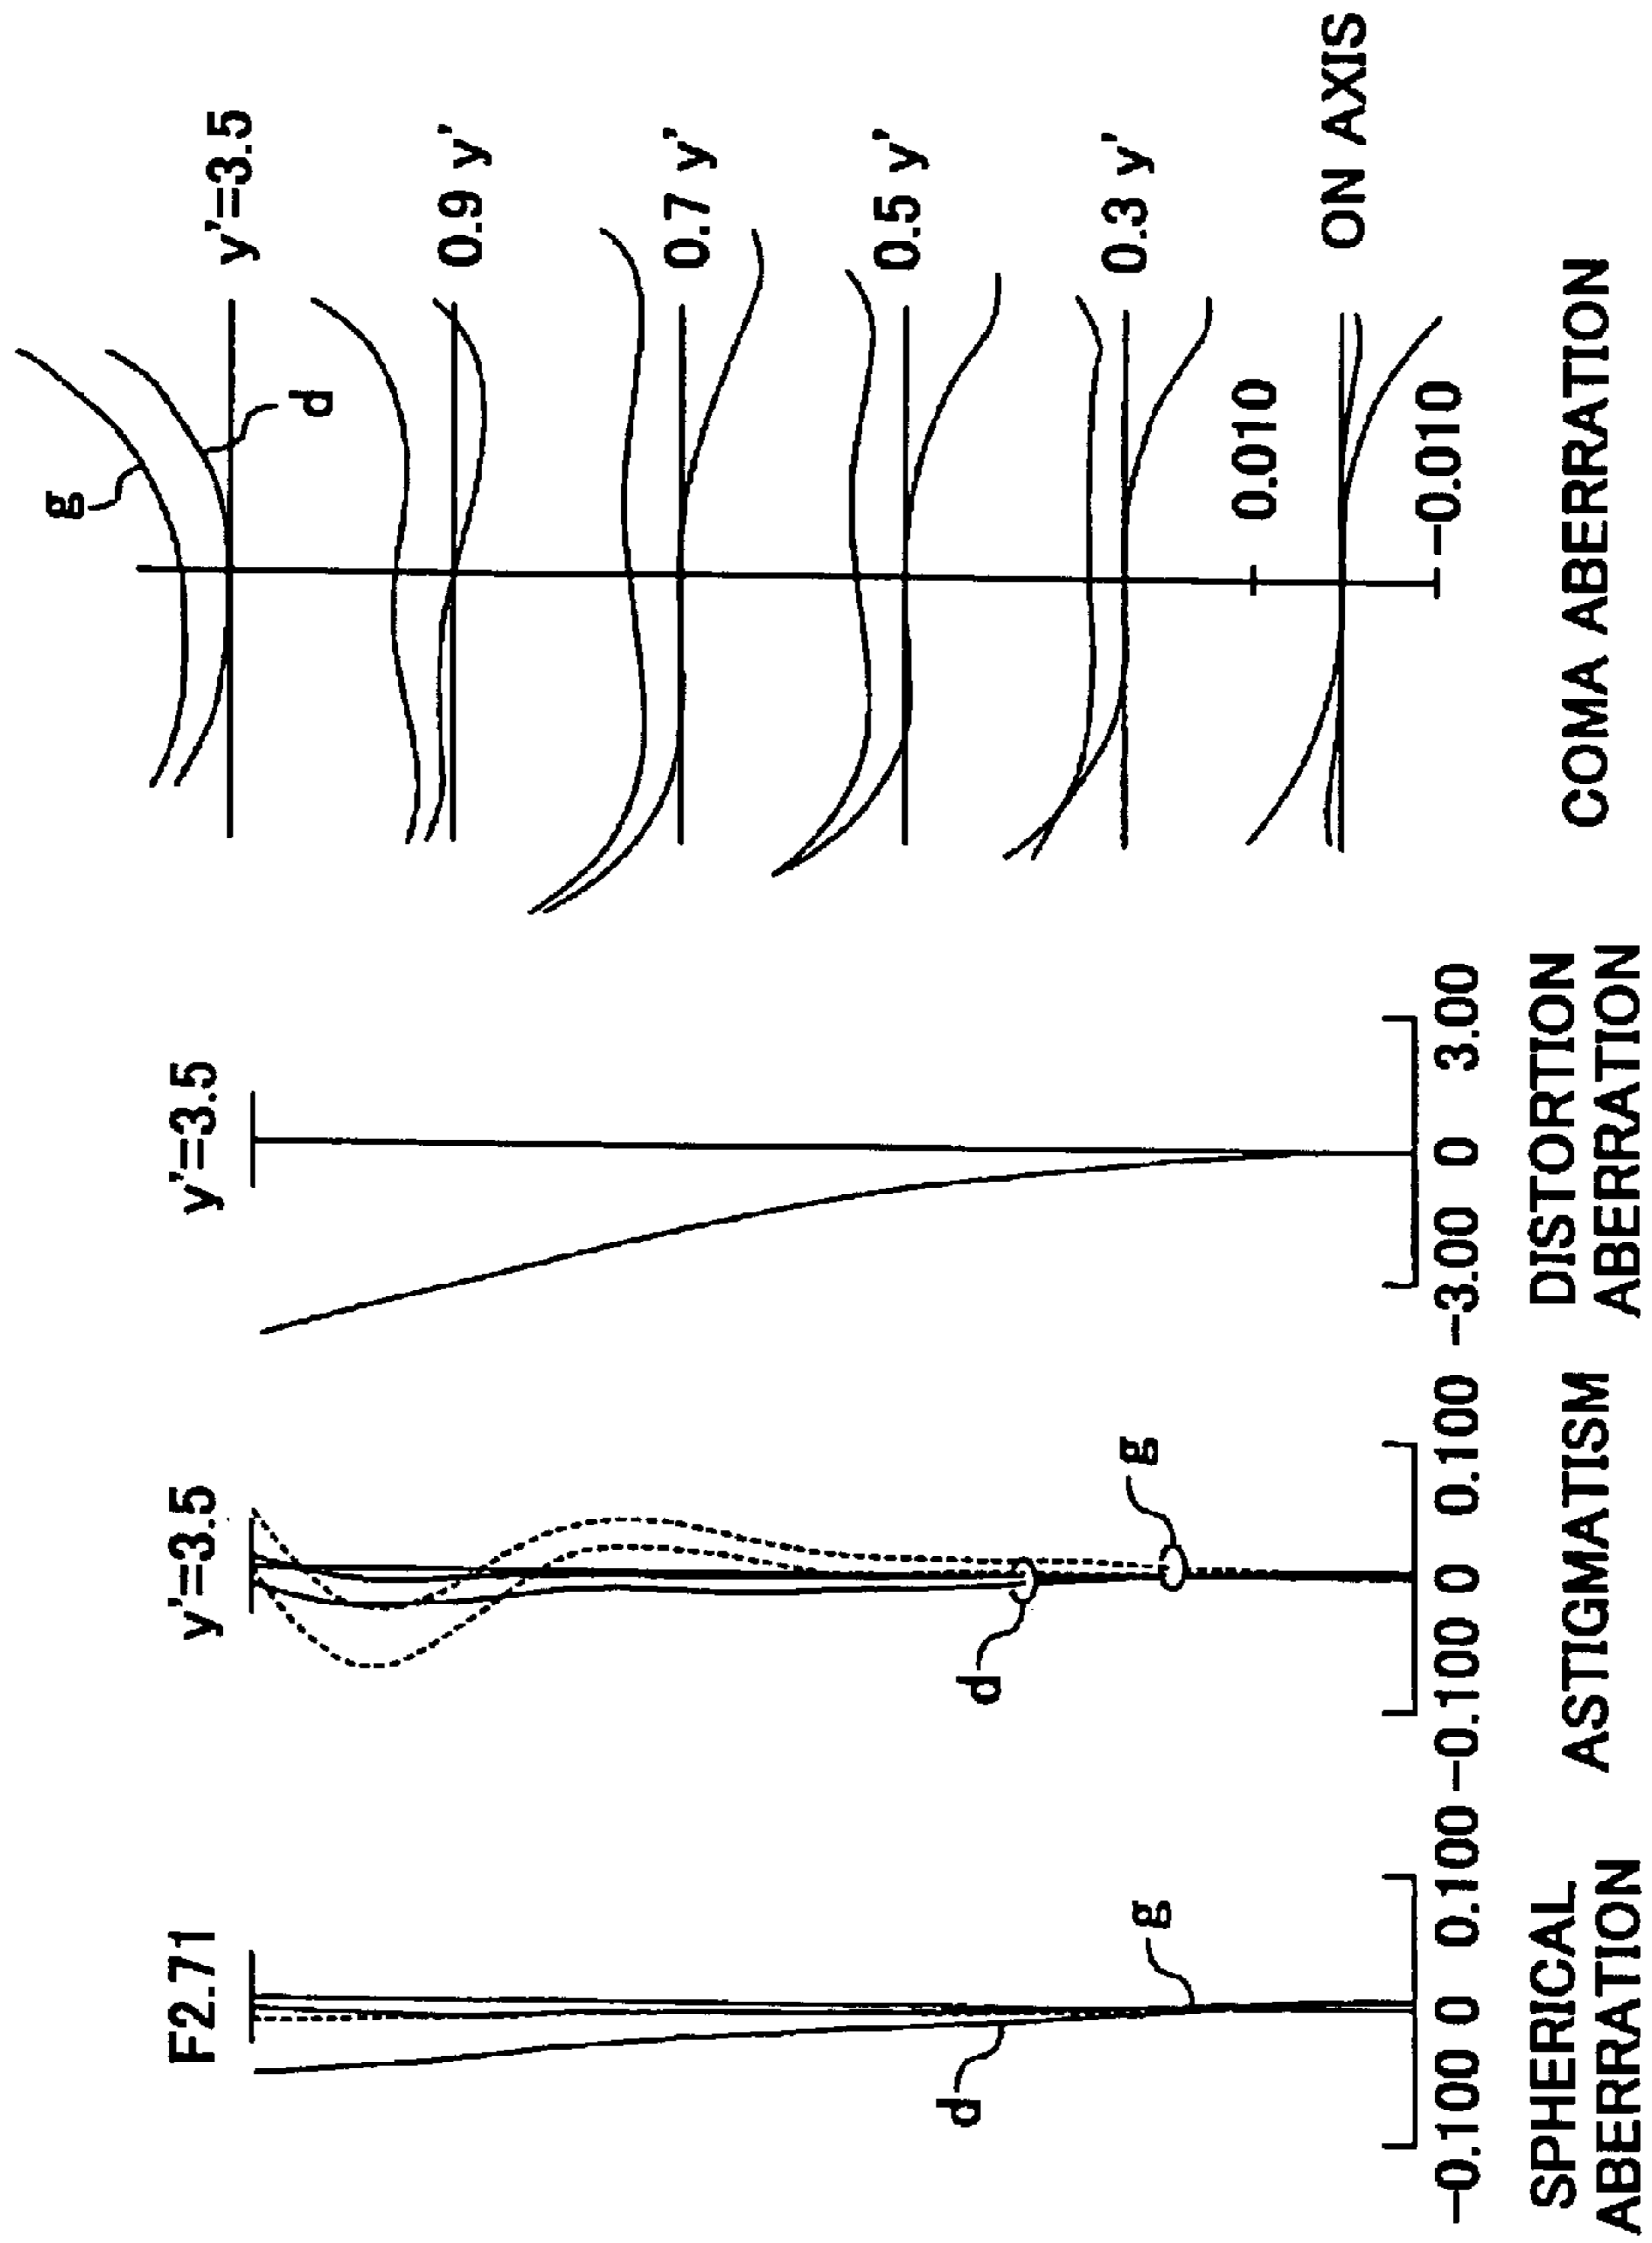 F2.71
d
g
−0.100 0 0.100
SPHERICAL
ABERRATION
y'=3.5
d
g
−0.100 0 0.100
ASTIGMATISM
y'=3.5
−3.00 0 3.00
DISTORTION
ABERRATION
g
d
y'=3.5
0.9 y'
0.7 y'
0.5 y'
0.3 y'
0.010
ON AXIS
−0.010
COMA ABERRATION